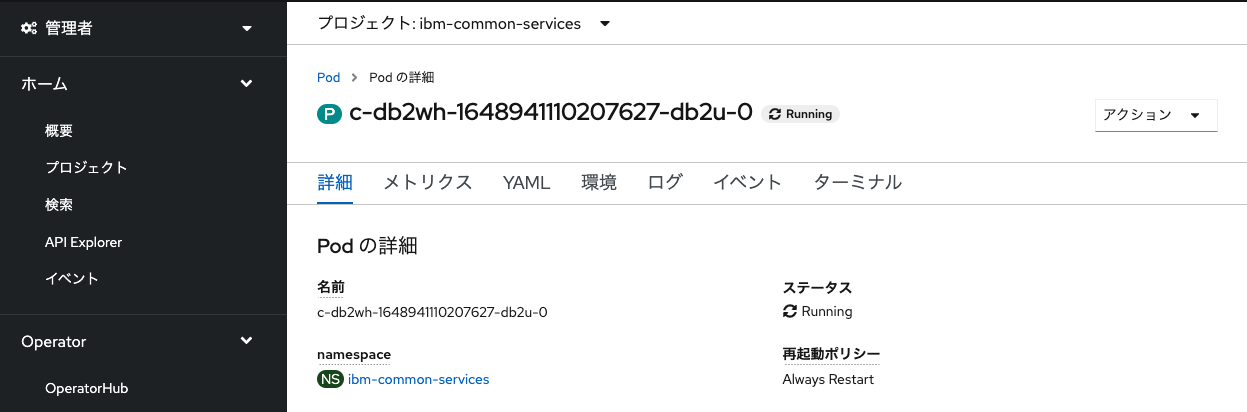 管理者
ホーム
概要
プロジェクト
検索
API Explorer
イベント
Operator
OperatorHub
プロジェクト: ibm-common-services
Pod > Pod の詳細
P c-db2wh-1648941110207627-db2u-0 Running
アクション
詳細 メトリクス YAML 環境 ログ イベント ターミナル
Pod の詳細
名前
c-db2wh-1648941110207627-db2u-0
namespace
NS ibm-common-services
ステータス
Running
再起動ポリシー
Always Restart